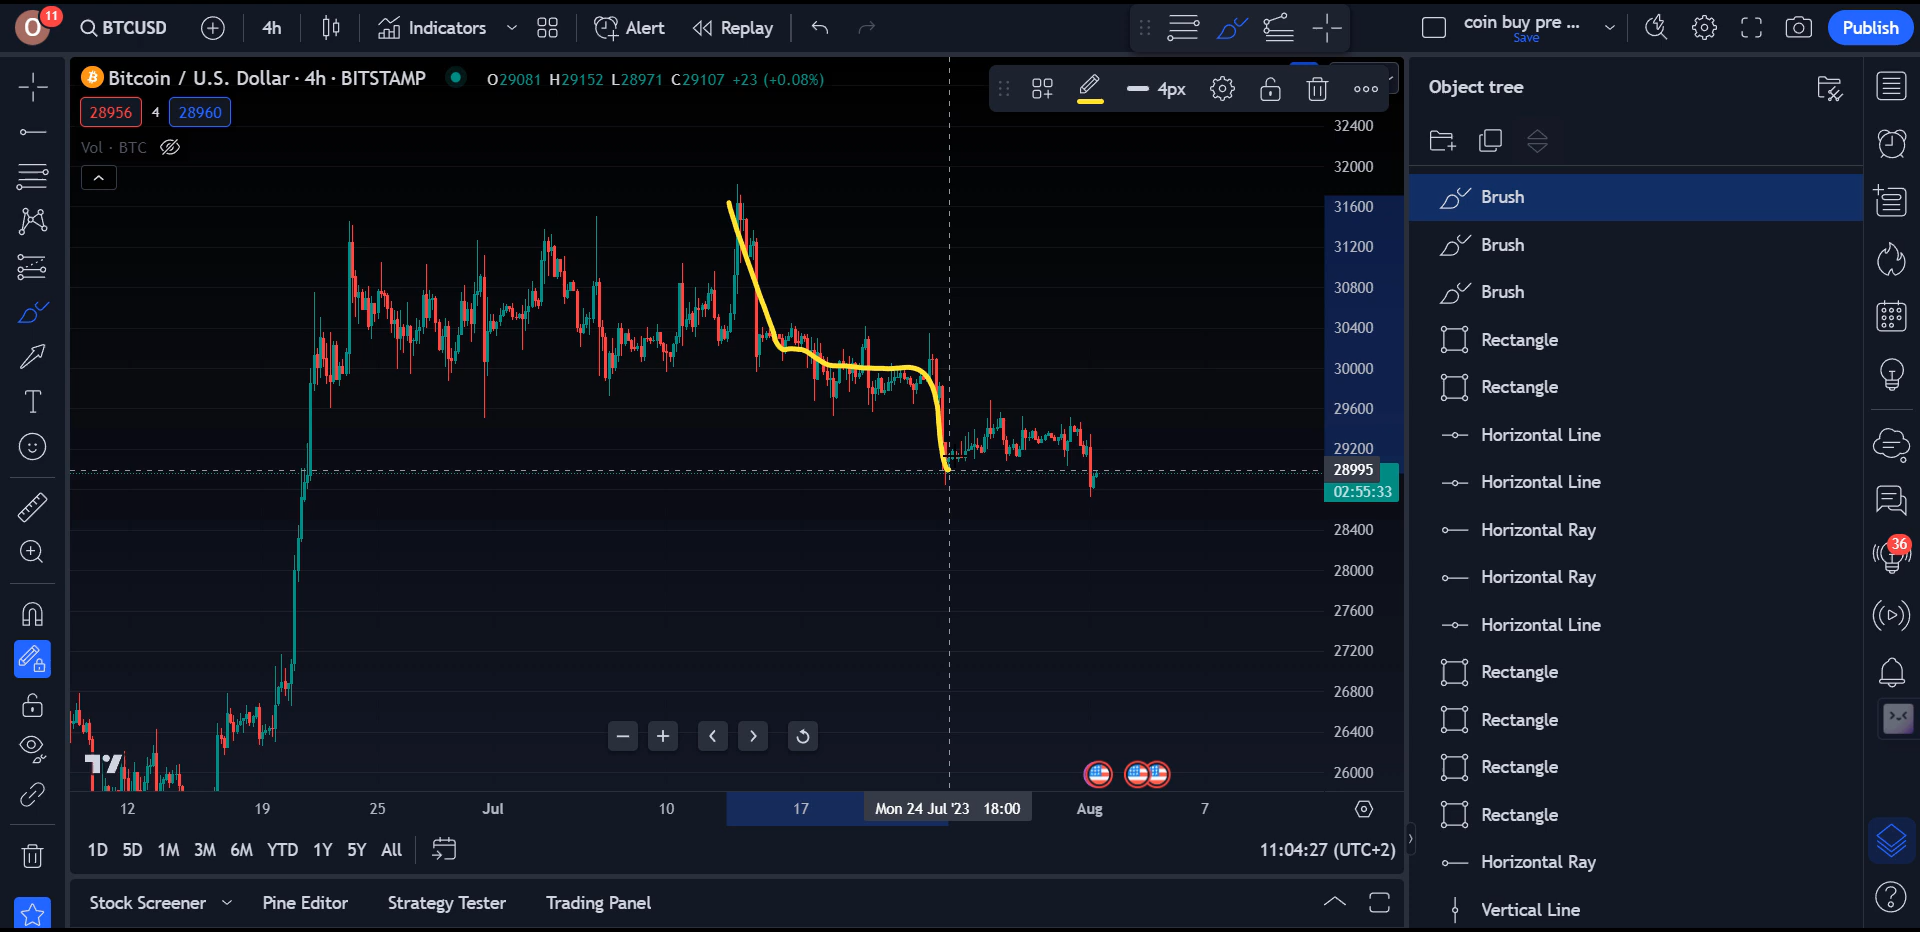 O 11 BTCUSD 4h Indicators Alert Replay coin buy pre ... Save Publish
Bitcoin / U.S. Dollar · 4h · BITSTAMP O29081 H29152 L28971 C29107 +23 (+0.08%)
4px
28956 4 28960
Vol · BTC
32400
32000
31600
31200
30800
30400
30000
29600
29200
28995
02:55:33
28400
28000
27600
27200
26800
26400
26000
12 19 25 Jul 10 17 Mon 24 Jul '23 18:00 Aug 7
1D 5D 1M 3M 6M YTD 1Y 5Y All 11:04:27 (UTC+2)
Stock Screener Pine Editor Strategy Tester Trading Panel
Object tree
Brush
Brush
Brush
Rectangle
Rectangle
Horizontal Line
Horizontal Line
Horizontal Ray
Horizontal Ray
Horizontal Line
Rectangle
Rectangle
Rectangle
Rectangle
Horizontal Ray
Vertical Line
36